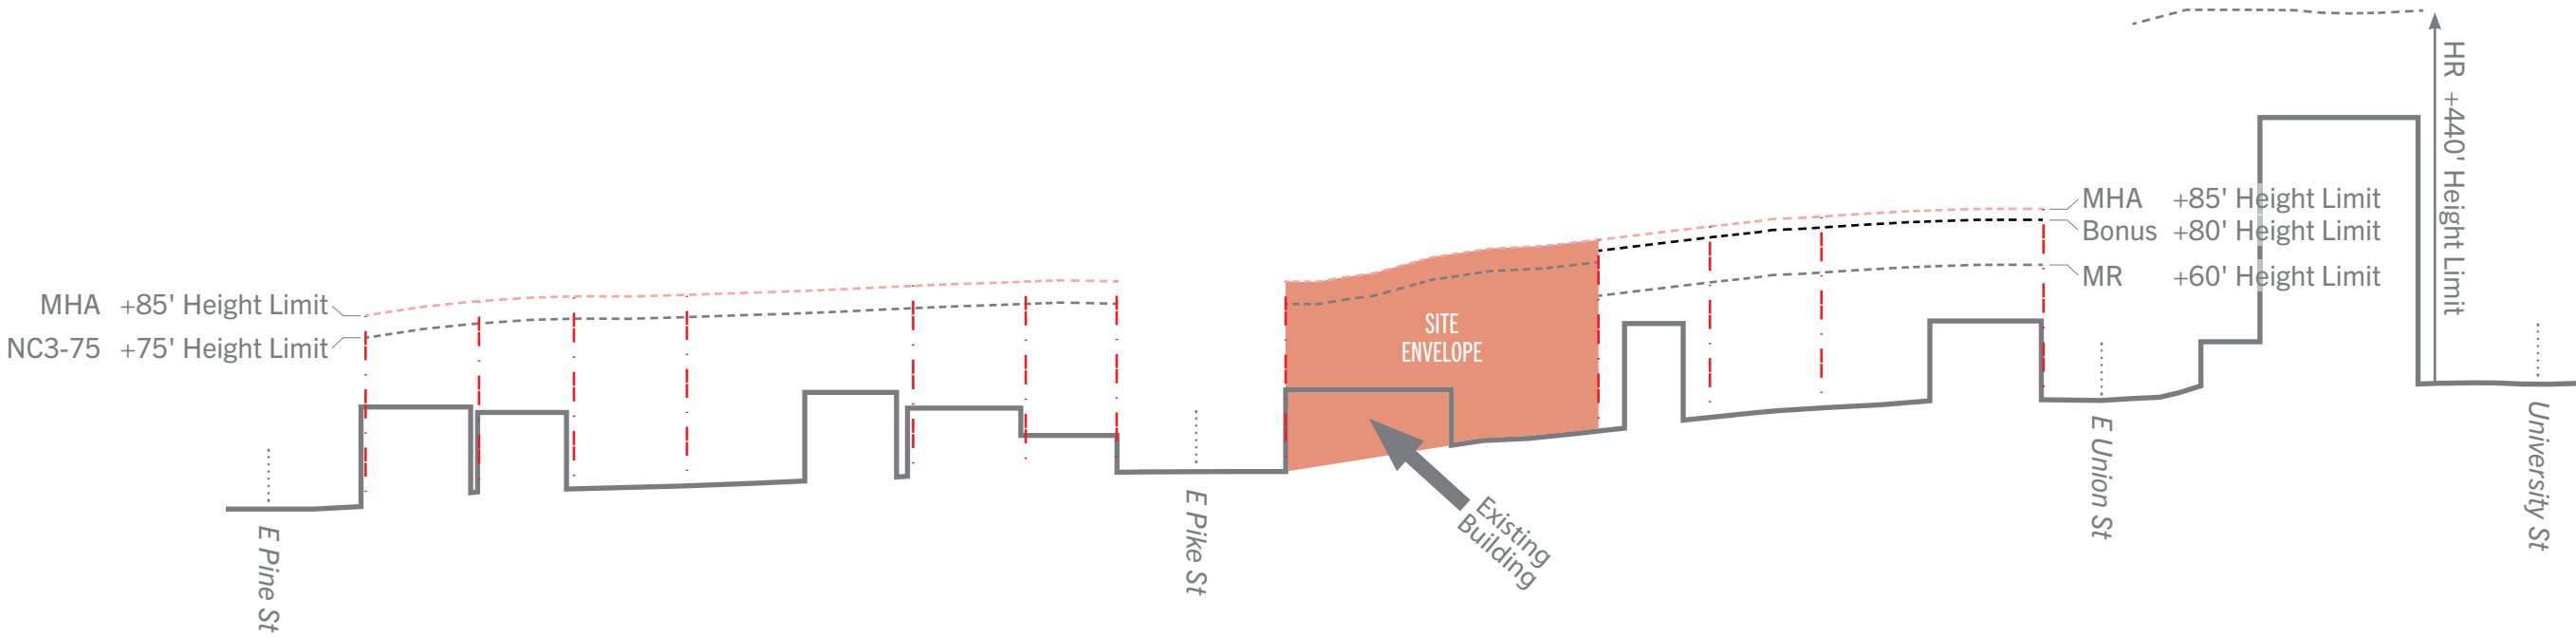 MHA +85' Height Limit
NC3-75 +75' Height Limit
E Pine St
E Pike St
SITE
ENVELOPE
Existing
Building
MHA +85' Height Limit
Bonus +80' Height Limit
MR +60' Height Limit
E Union St
HR +440' Height Limit
University St